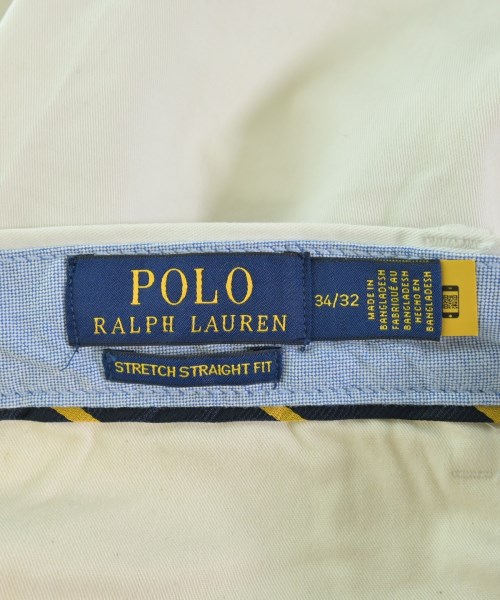 POLO
RALPH LAUREN
STRETCH STRAIGHT FIT
34/32
MADE IN
BANGLADESH
FABRIQUÉ AU
BANGLADESH
HECHO EN
BANGLADESH